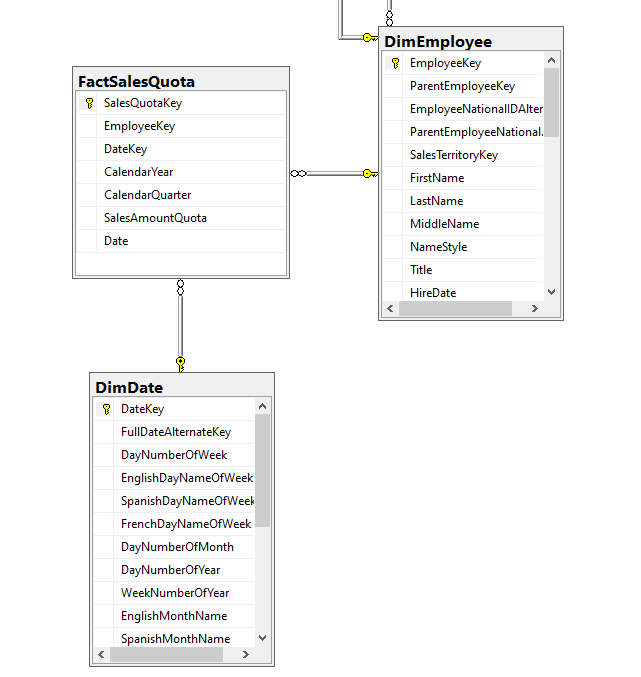 DimEmployee
EmployeeKey
ParentEmployeeKey
EmployeeNationalIDAlter
ParentEmployeeNational.
SalesTerritoryKey
FirstName
LastName
MiddleName
NameStyle
Title
HireDate
FactSalesQuota
SalesQuotaKey
EmployeeKey
DateKey
CalendarYear
CalendarQuarter
SalesAmountQuota
Date
DimDate
DateKey
FullDateAlternateKey
DayNumberOfWeek
EnglishDayNameOfWeek
SpanishDayNameOfWeek
FrenchDayNameOfWeek
DayNumberOfMonth
DayNumberOfYear
WeekNumberOfYear
EnglishMonthName
SpanishMonthName